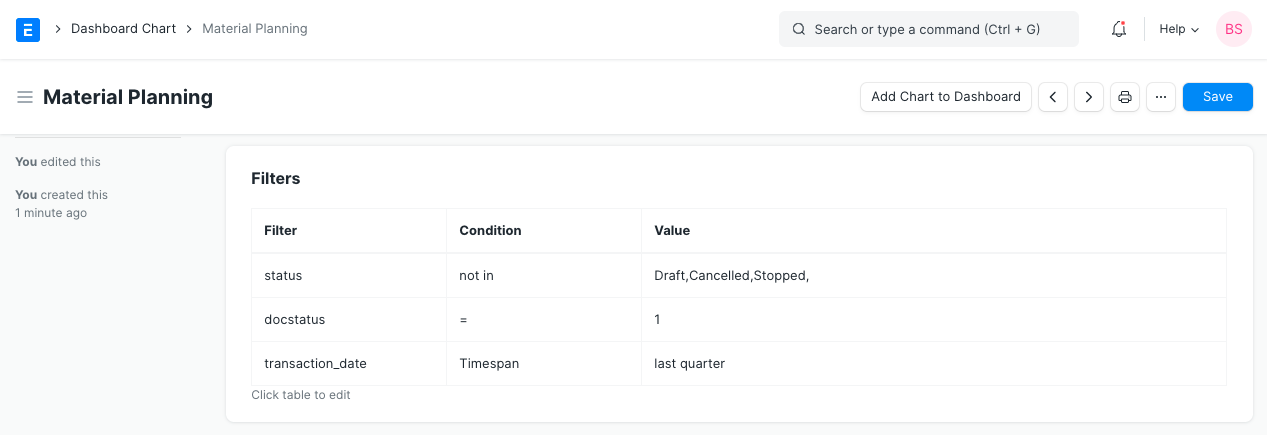 Dashboard Chart Material Planning Search or type a command (Ctrl + G) Help BS
Material Planning Add Chart to Dashboard ... Save
You edited this
You created this
1 minute ago
Filters
Filter Condition Value
status not in Draft,Cancelled,Stopped,
docstatus = 1
transaction_date Timespan last quarter
Click table to edit